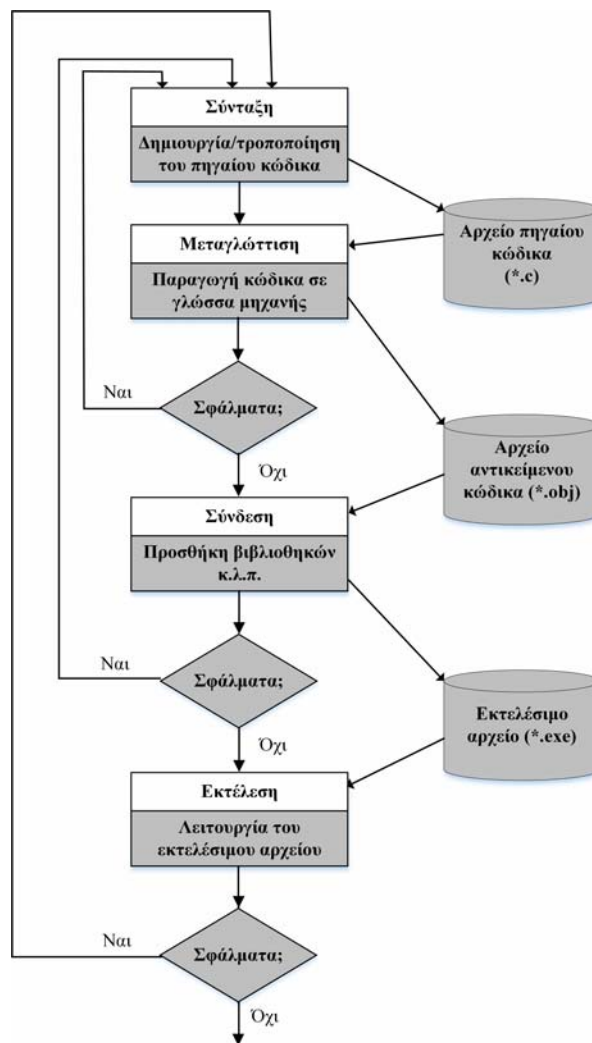 Σύνταξη
Δημιουργία/τροποποίηση
του πηγαίου κώδικα
Αρχείο πηγαίου
κώδικα
(*.c)
Μεταγλώττιση
Παραγωγή κώδικα σε
γλώσσα μηχανής
Ναι
Σφάλματα;
Όχι
Αρχείο
αντικείμενου
κώδικα (*.obj)
Σύνδεση
Προσθήκη βιβλιοθηκών
κ.λ.π.
Ναι
Σφάλματα;
Όχι
Εκτελέσιμο
αρχείο (*.exe)
Εκτέλεση
Λειτουργία του
εκτελέσιμου αρχείου
Ναι
Σφάλματα;
Όχι